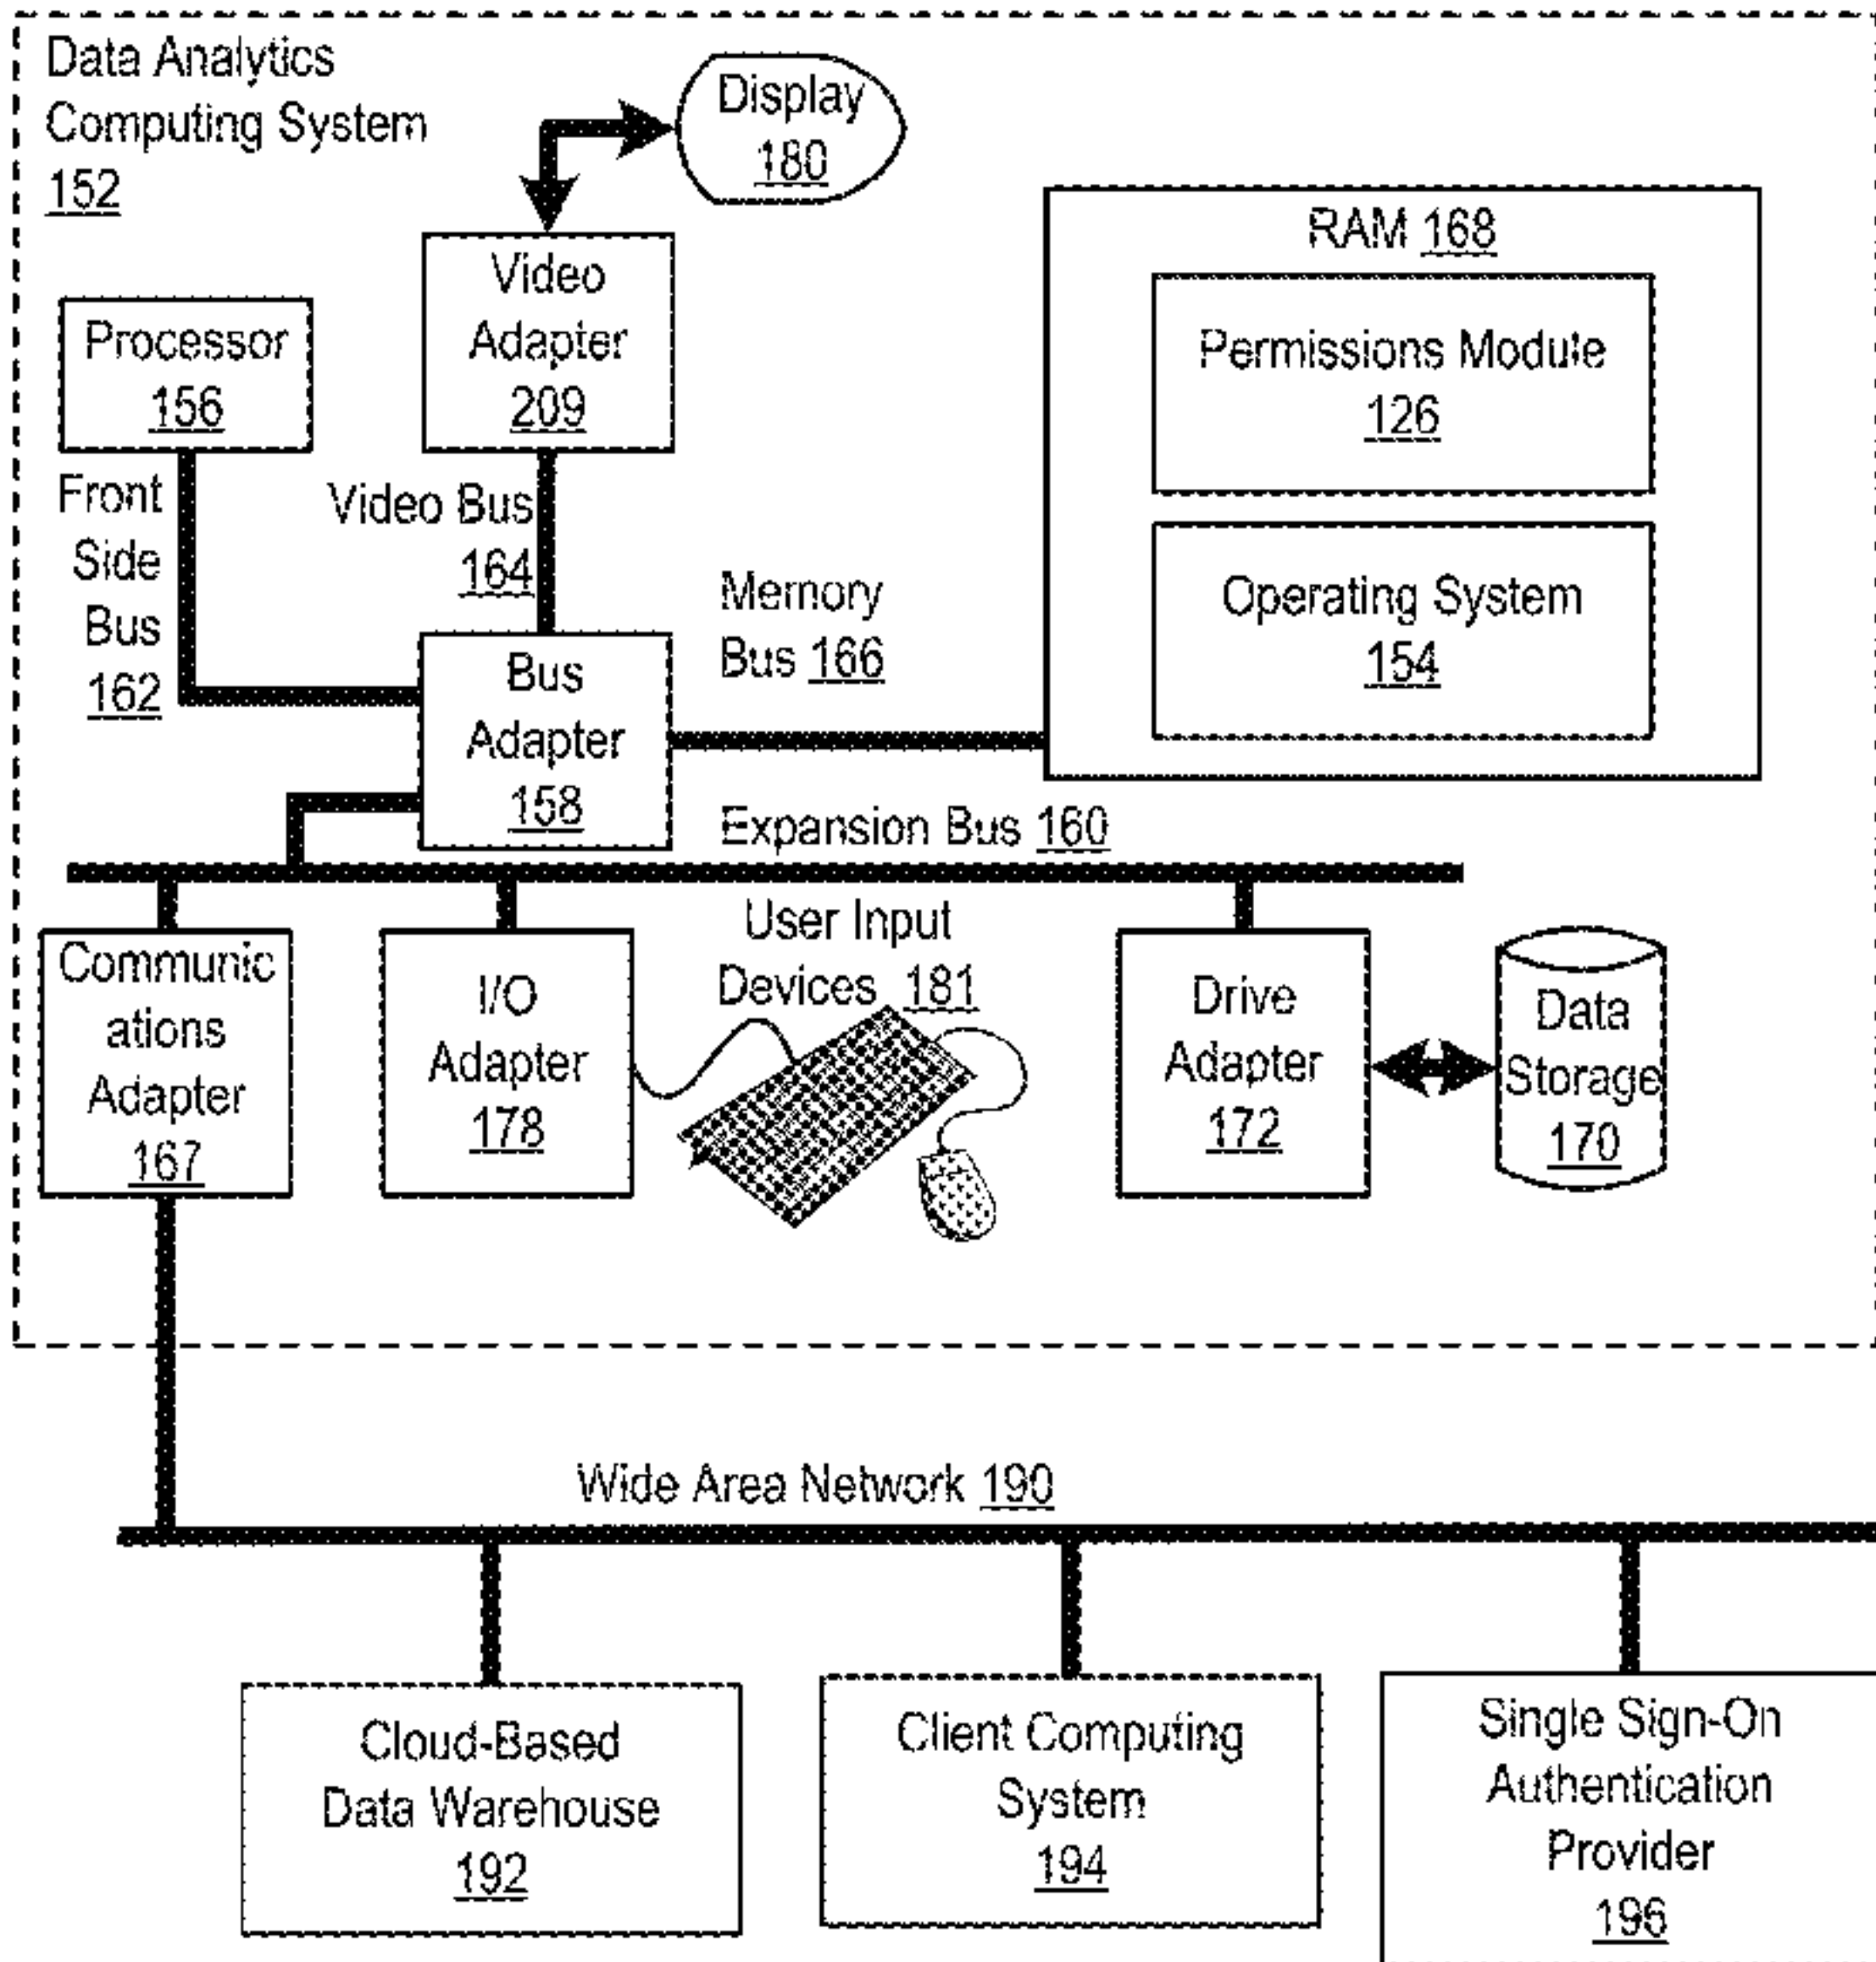 Data Analytics
Computing System
152
Display
180
Video
Adapter
209
Processor
156
RAM 168
Permissions Module
126
Operating System
154
Front
Side
Bus
162
Video Bus
164
Memory
Bus 166
Bus
Adapter
158
Expansion Bus 160
Communic
ations
Adapter
167
I/O
Adapter
178
User Input
Devices 181
Drive
Adapter
172
Data
Storage
170
Wide Area Network 190
Cloud-Based
Data Warehouse
192
Client Computing
System
194
Single Sign-On
Authentication
Provider
196